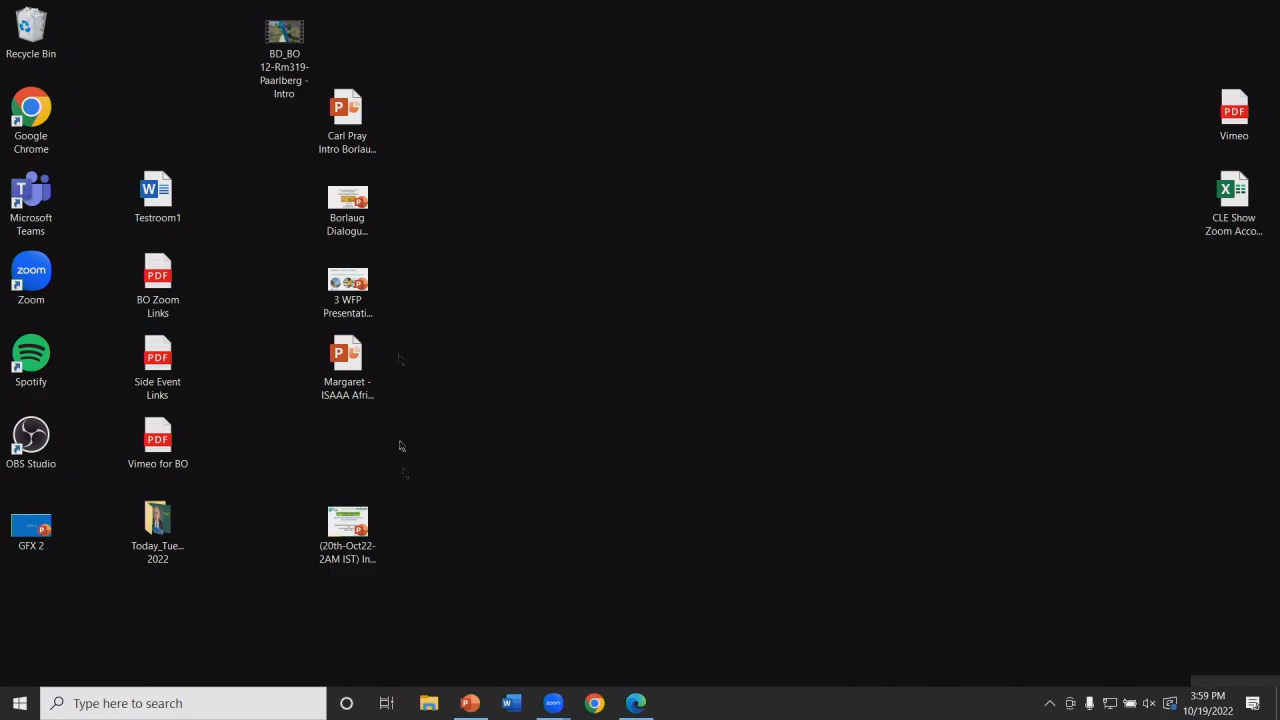 Recycle Bin
BD_BO
12-Rm319-
Paarlberg -
Intro
Google
Chrome
Carl Pray
Intro Borlau...
PDF
Vimeo
Microsoft
Teams
Testroom1
Borlaug
Dialogu...
CLE Show
Zoom Acco...
zoom
Zoom
PDF
BO Zoom
Links
3 WFP
Presentati...
Spotify
PDF
Side Event
Links
Margaret -
ISAAA Afri...
OBS Studio
PDF
Vimeo for BO
GFX 2
Today_Tue...
2022
(20th-Oct22-
2AM IST) In...
Type here to search
zoom
3:59 PM
10/19/2022